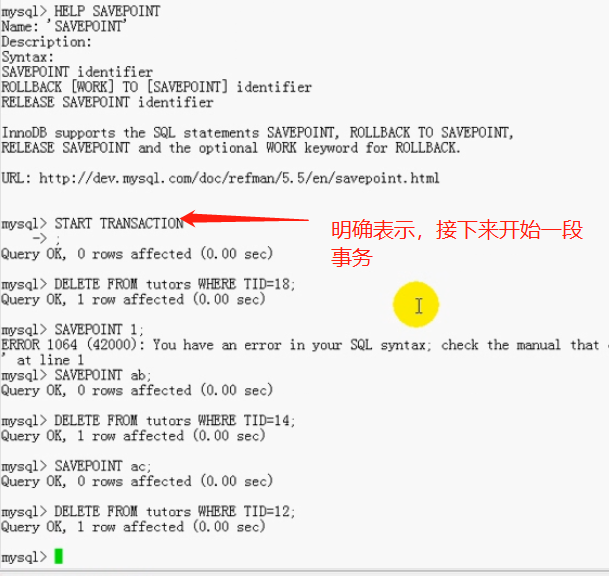 mysql> HELP SAVEPOINT
Name: 'SAVEPOINT'
Description:
Syntax:
SAVEPOINT identifier
ROLLBACK [WORK] TO [SAVEPOINT] identifier
RELEASE SAVEPOINT identifier
InnoDB supports the SQL statements SAVEPOINT, ROLLBACK TO SAVEPOINT,
RELEASE SAVEPOINT and the optional WORK keyword for ROLLBACK.
URL: http://dev.mysql.com/doc/refman/5.5/en/savepoint.html
mysql> START TRANSACTION
-> ;
Query OK, 0 rows affected (0.00 sec)
明确表示，接下来开始一段
事务
mysql> DELETE FROM tutors WHERE TID=18;
Query OK, 1 row affected (0.00 sec)
mysql> SAVEPOINT 1;
ERROR 1064 (42000): You have an error in your SQL syntax; check the manual that
' at line 1
mysql> SAVEPOINT ab;
Query OK, 0 rows affected (0.00 sec)
mysql> DELETE FROM tutors WHERE TID=14;
Query OK, 1 row affected (0.00 sec)
mysql> SAVEPOINT ac;
Query OK, 0 rows affected (0.00 sec)
mysql> DELETE FROM tutors WHERE TID=12;
Query OK, 1 row affected (0.00 sec)
mysql>